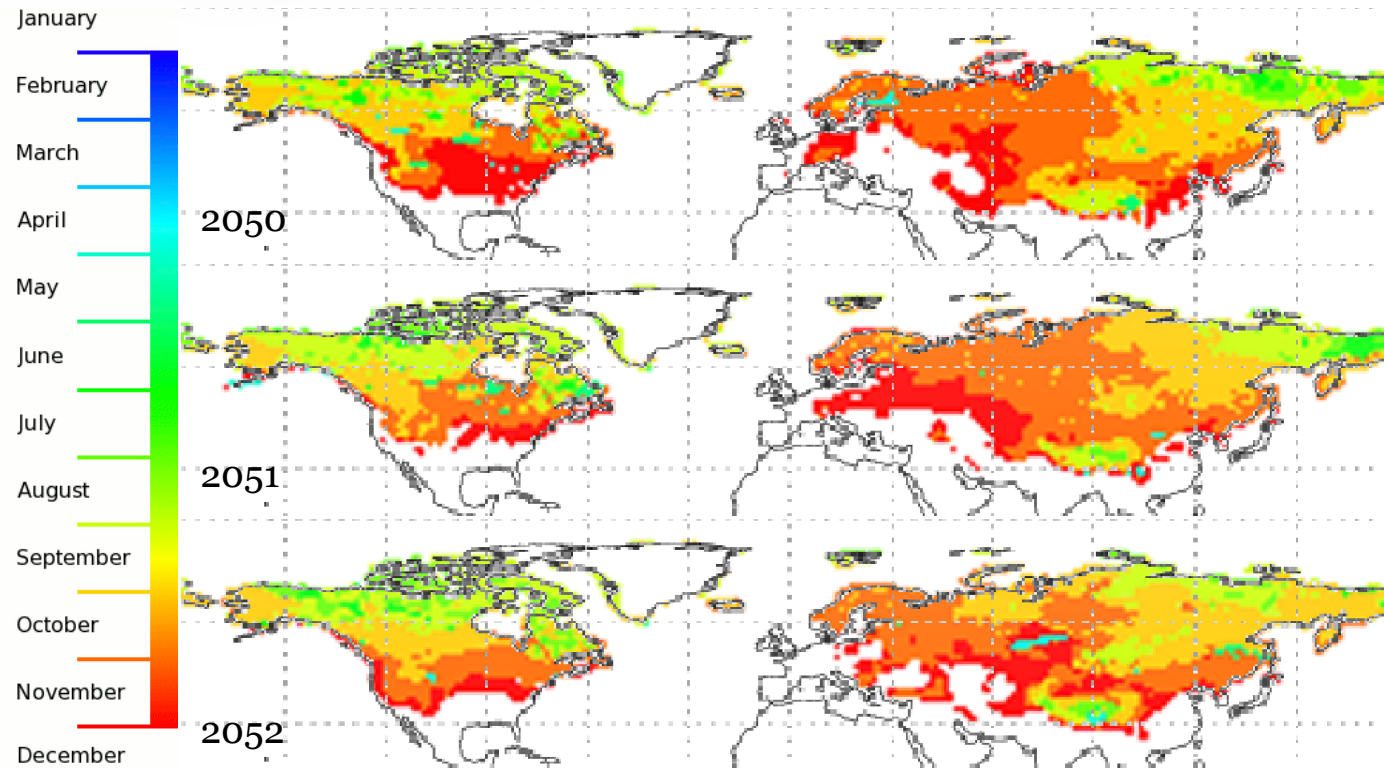 January
February
March
April
May
June
July
August
September
October
November
December
2050
2051
2052